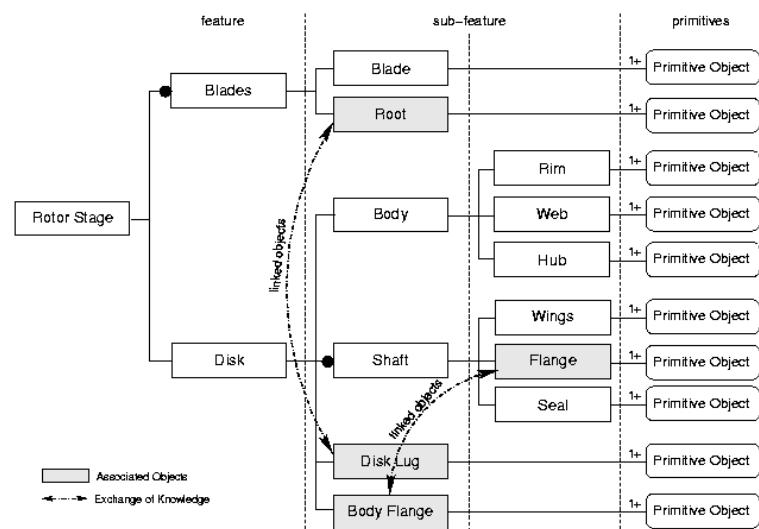 feature sub-feature primitives
Blade 1+ Primitive Object
Blades
Root 1+ Primitive Object
Rim 1+ Primitive Object
Rotor Stage Body Web 1+ Primitive Object
Hub 1+ Primitive Object
linked objects
Wings 1+ Primitive Object
Disk Shaft Flange 1+ Primitive Object
Seal 1+ Primitive Object
linked objects
Disk Lug 1+ Primitive Object
Associated Objects
Exchange of Knowledge
Body Flange 1+ Primitive Object